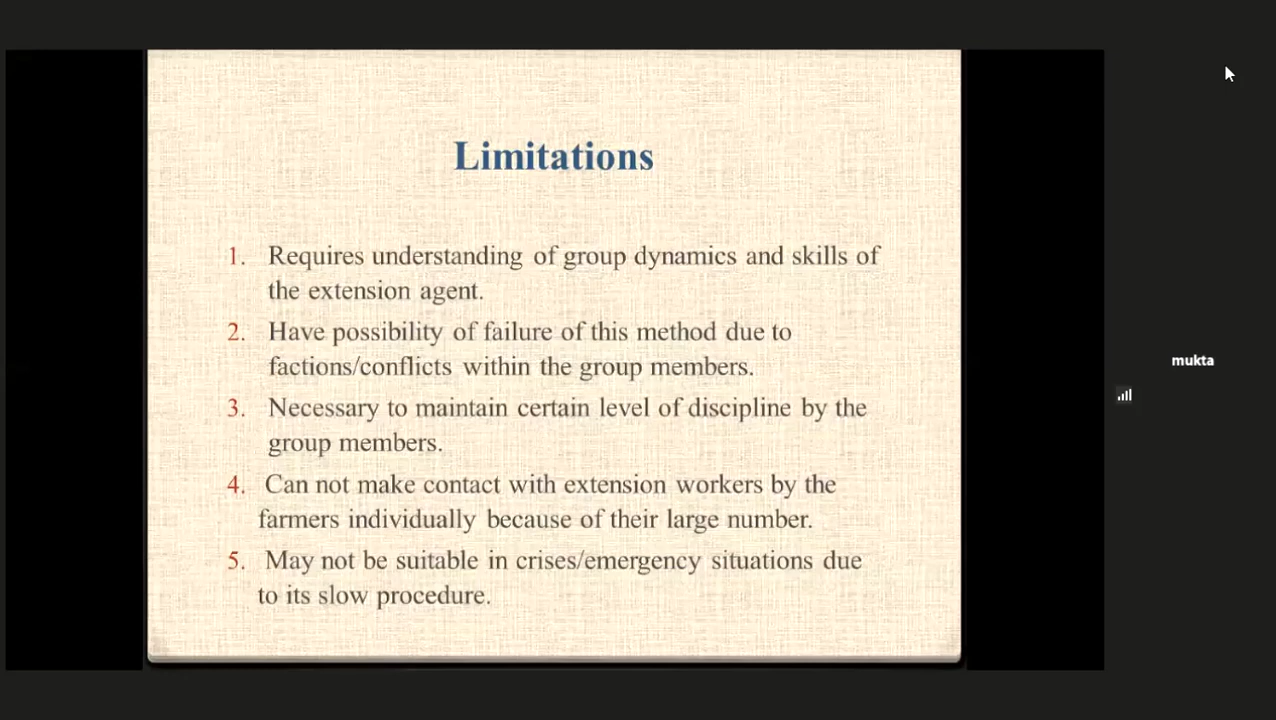 Limitations
1. Requires understanding of group dynamics and skills of
the extension agent.
2. Have possibility of failure of this method due to
factions/conflicts within the group members.
3. Necessary to maintain certain level of discipline by the
group members.
4. Can not make contact with extension workers by the
farmers individually because of their large number.
5. May not be suitable in crises/emergency situations due
to its slow procedure.
mukta